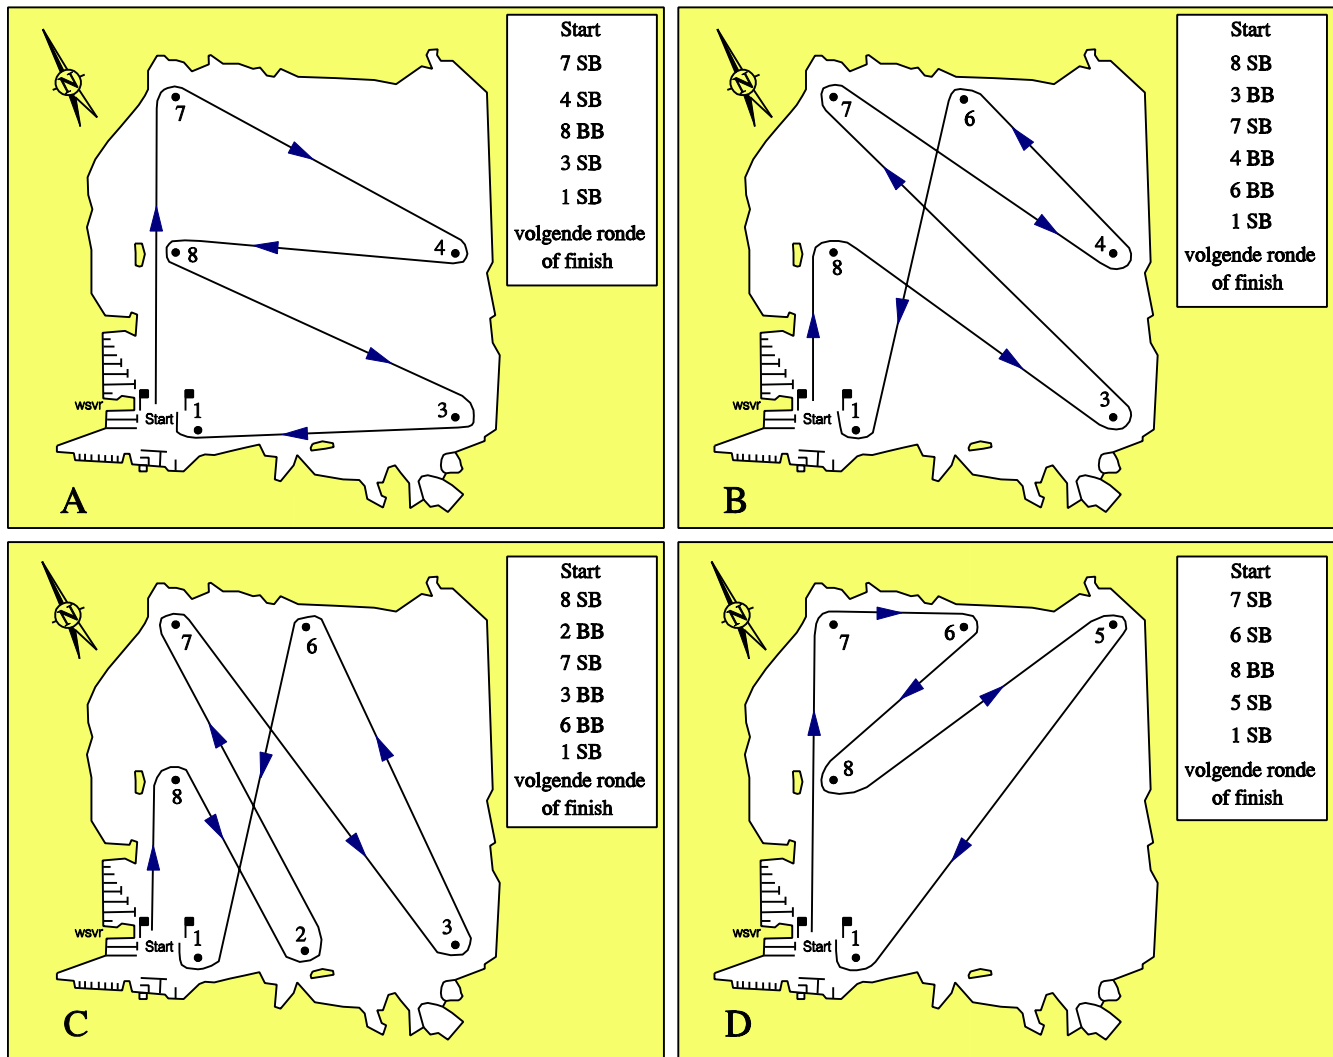 N
7
4
8
3
1
wsvr
Start
A
Start
7 SB
4 SB
8 BB
3 SB
1 SB
volgende ronde
of finish
N
7
6
8
4
3
1
wsvr
Start
B
Start
8 SB
3 BB
7 SB
4 BB
6 BB
1 SB
volgende ronde
of finish
N
7
6
8
2
3
1
wsvr
Start
C
Start
8 SB
2 BB
7 SB
3 BB
6 BB
1 SB
volgende ronde
of finish
N
7
6
5
8
1
wsvr
Start
D
Start
7 SB
6 SB
8 BB
5 SB
1 SB
volgende ronde
of finish